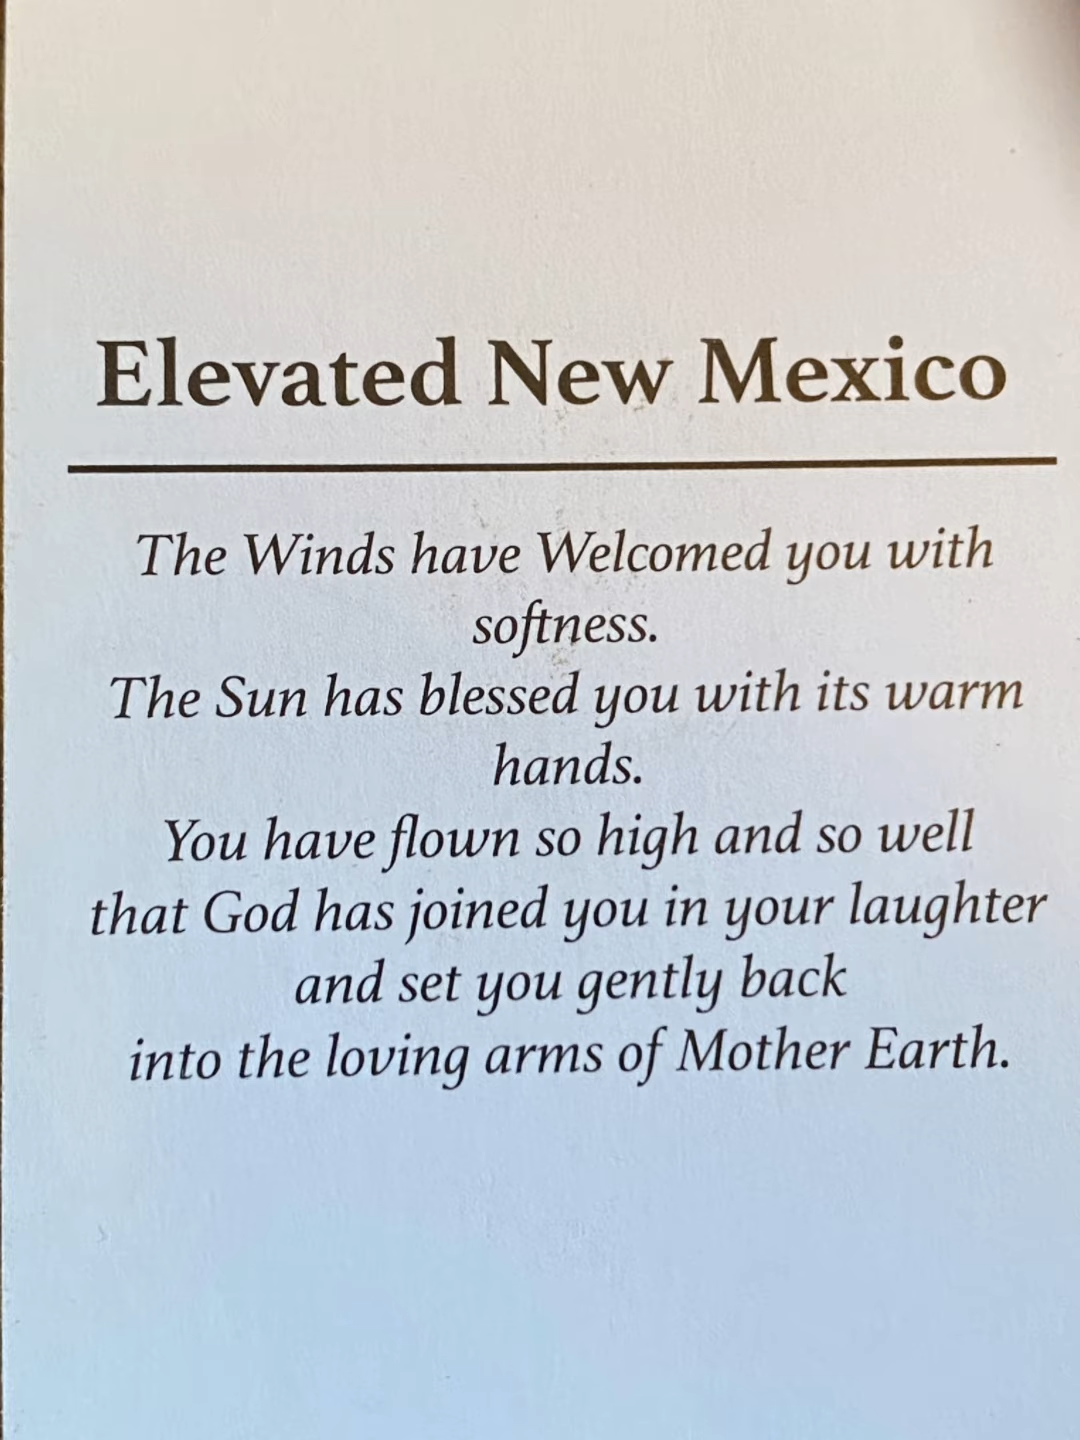 Elevated New Mexico
The Winds have Welcomed you with
softness.
The Sun has blessed you with its warm
hands.
You have flown so high and so well
that God has joined you in your laughter
and set you gently back
into the loving arms of Mother Earth.